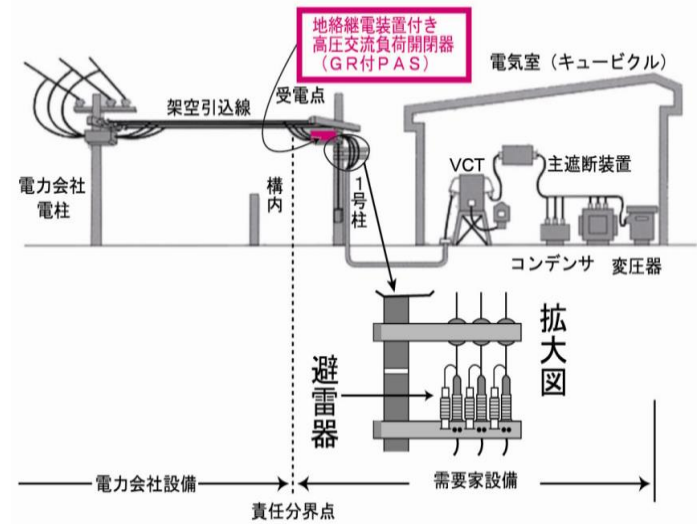 地絡継電装置付き
高圧交流負荷開閉器
（ＧＲ付ＰＡＳ）
電気室（キュービクル）
架空引込線
受電点
VCT
主遮断装置
電力会社
電柱
構内
１号柱
コンデンサ
変圧器
拡大図
避雷器
電力会社設備
需要家設備
責任分界点